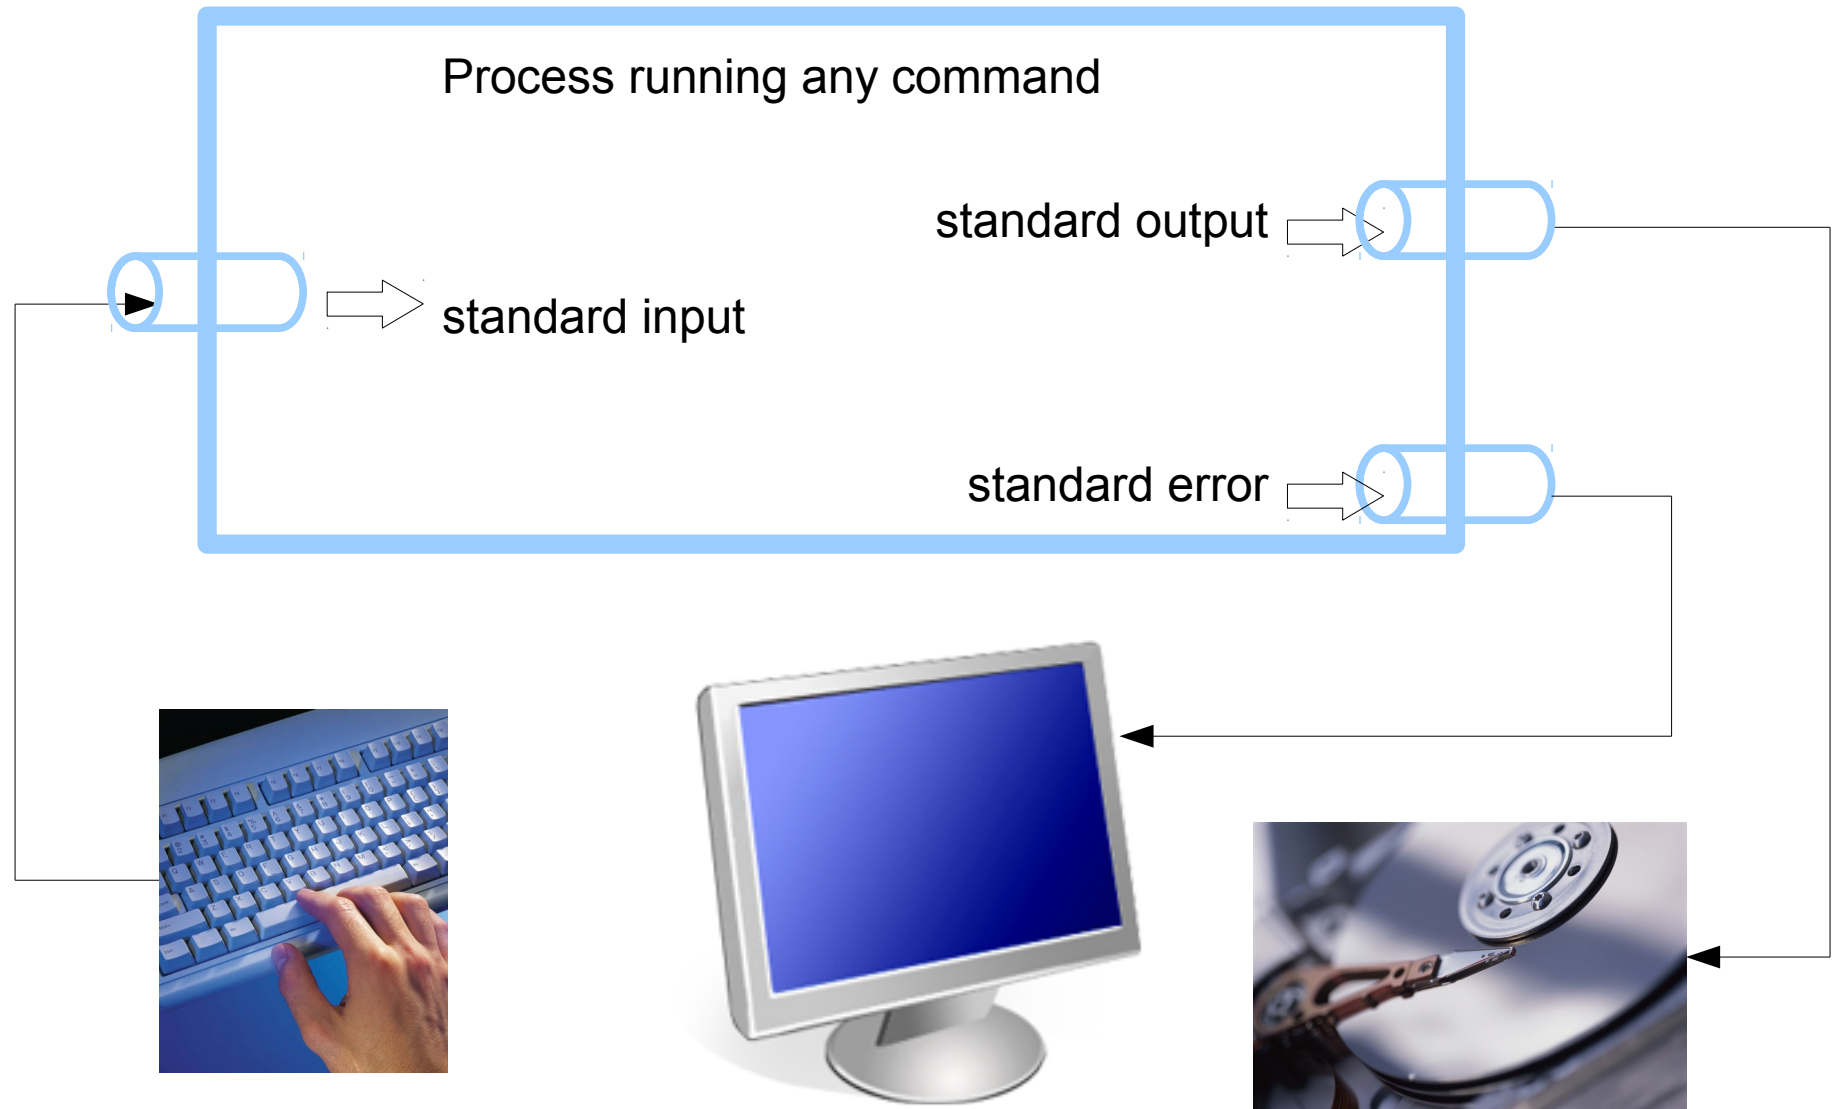 Process running any command
standard output
standard input
standard error